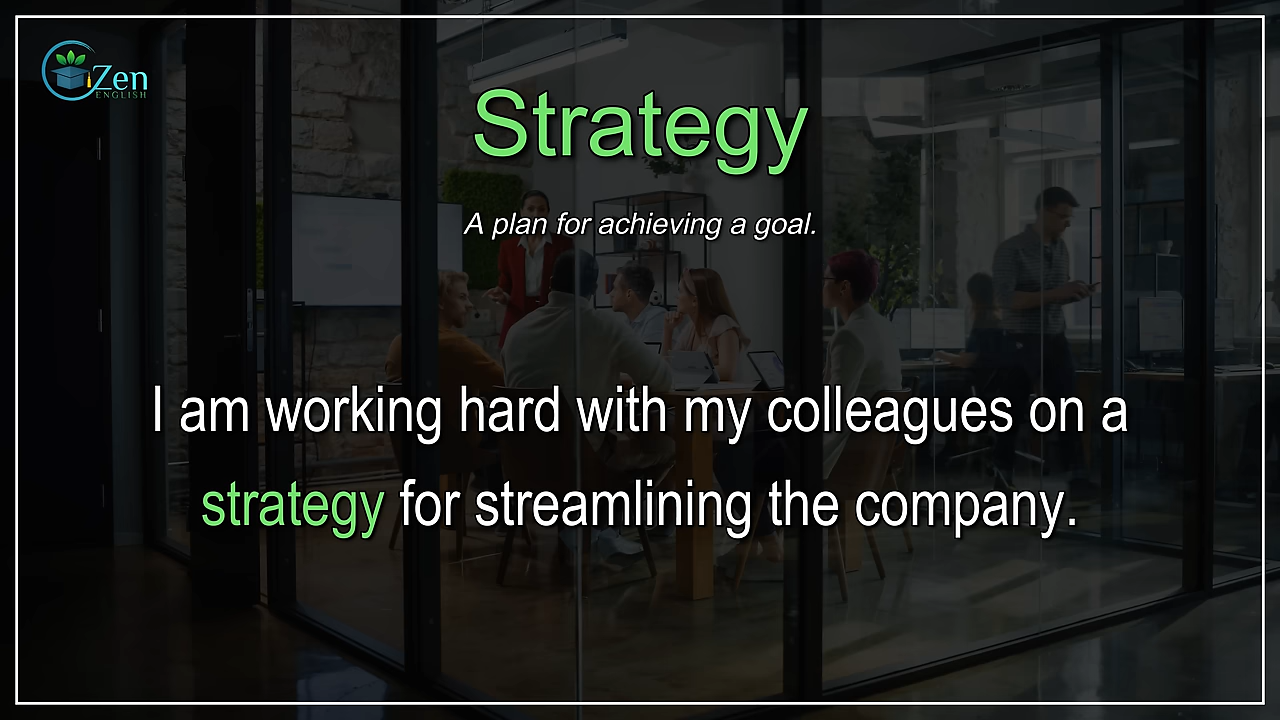 Zen
ENGLISH
Strategy
A plan for achieving a goal.
I am working hard with my colleagues on a
strategy for streamlining the company.